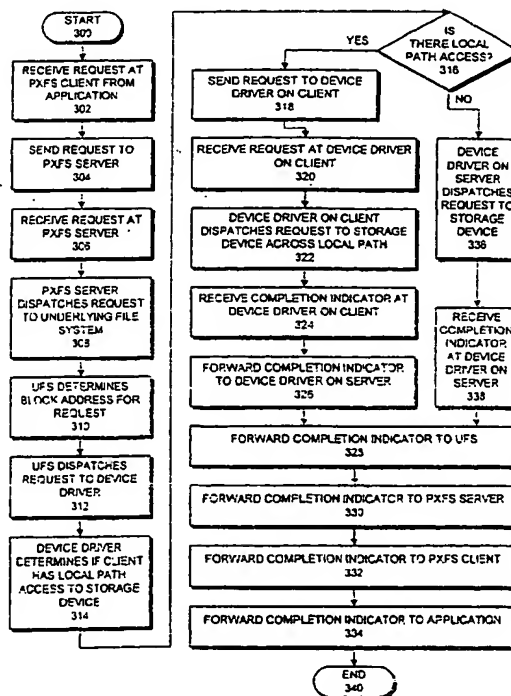 START
300
RECEIVE REQUEST AT
PXFS CLIENT FROM
APPLICATION
302
SEND REQUEST TO
PXFS SERVER
304
RECEIVE REQUEST AT
PXFS SERVER
306
PXFS SERVER
DISPATCHES REQUEST
TO UNDERLYING FILE
SYSTEM
308
UFS DETERMINES
BLOCK ADDRESS FOR
REQUEST
310
UFS DISPATCHES
REQUEST TO DEVICE
DRIVER
312
DEVICE DRIVER
DETERMINES IF CLIENT
HAS LOCAL PATH
ACCESS TO STORAGE
DEVICE
314
IS
THERE LOCAL
PATH ACCESS?
316
YES
NO
SEND REQUEST TO DEVICE
DRIVER ON CLIENT
318
RECEIVE REQUEST AT DEVICE DRIVER
ON CLIENT
320
DEVICE DRIVER ON CLIENT
DISPATCHES REQUEST TO STORAGE
DEVICE ACROSS LOCAL PATH
322
RECEIVE COMPLETION INDICATOR AT
DEVICE DRIVER ON CLIENT
324
FORWARD COMPLETION INDICATOR
TO DEVICE DRIVER ON SERVER
326
DEVICE
DRIVER ON
SERVER
DISPATCHES
REQUEST TO
STORAGE
DEVICE
336
RECEIVE
COMPLETION
INDICATOR
AT DEVICE
DRIVER ON
SERVER
338
FORWARD COMPLETION INDICATOR TO UFS
328
FORWARD COMPLETION INDICATOR TO PXFS SERVER
330
FORWARD COMPLETION INDICATOR TO PXFS CLIENT
332
FORWARD COMPLETION INDICATOR TO APPLICATION
334
END
340